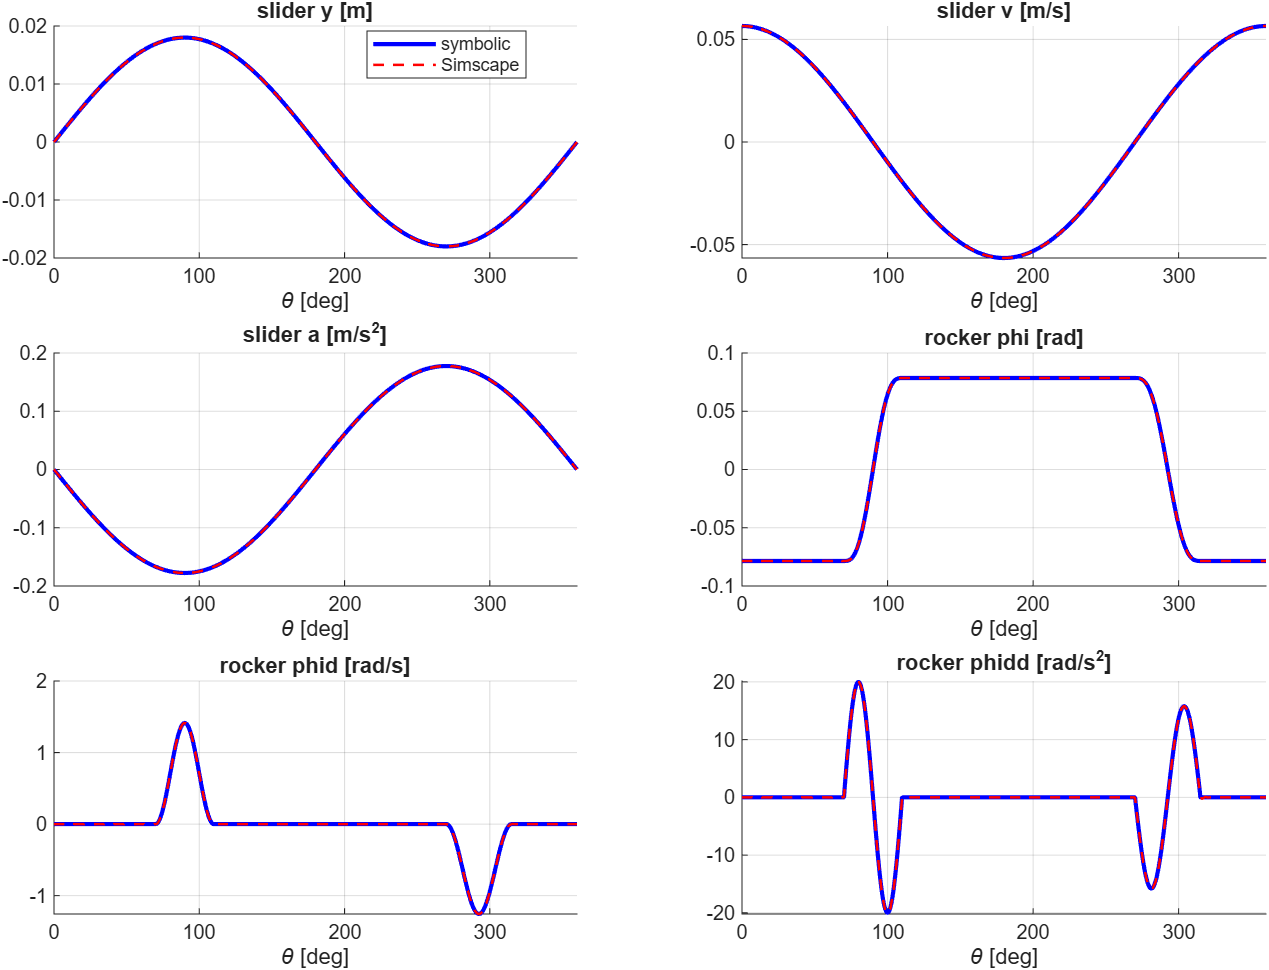 slider y [m]
0.02
0.01
0
-0.01
-0.02
0 100 200 300
θ [deg]
symbolic
Simscape
slider v [m/s]
0.05
0
-0.05
0 100 200 300
θ [deg]
slider a [m/s²]
0.2
0.1
0
-0.1
-0.2
0 100 200 300
θ [deg]
rocker phi [rad]
0.1
0.05
0
-0.05
-0.1
0 100 200 300
θ [deg]
rocker phid [rad/s]
2
1
0
-1
0 100 200 300
θ [deg]
rocker phidd [rad/s²]
20
10
0
-10
-20
0 100 200 300
θ [deg]